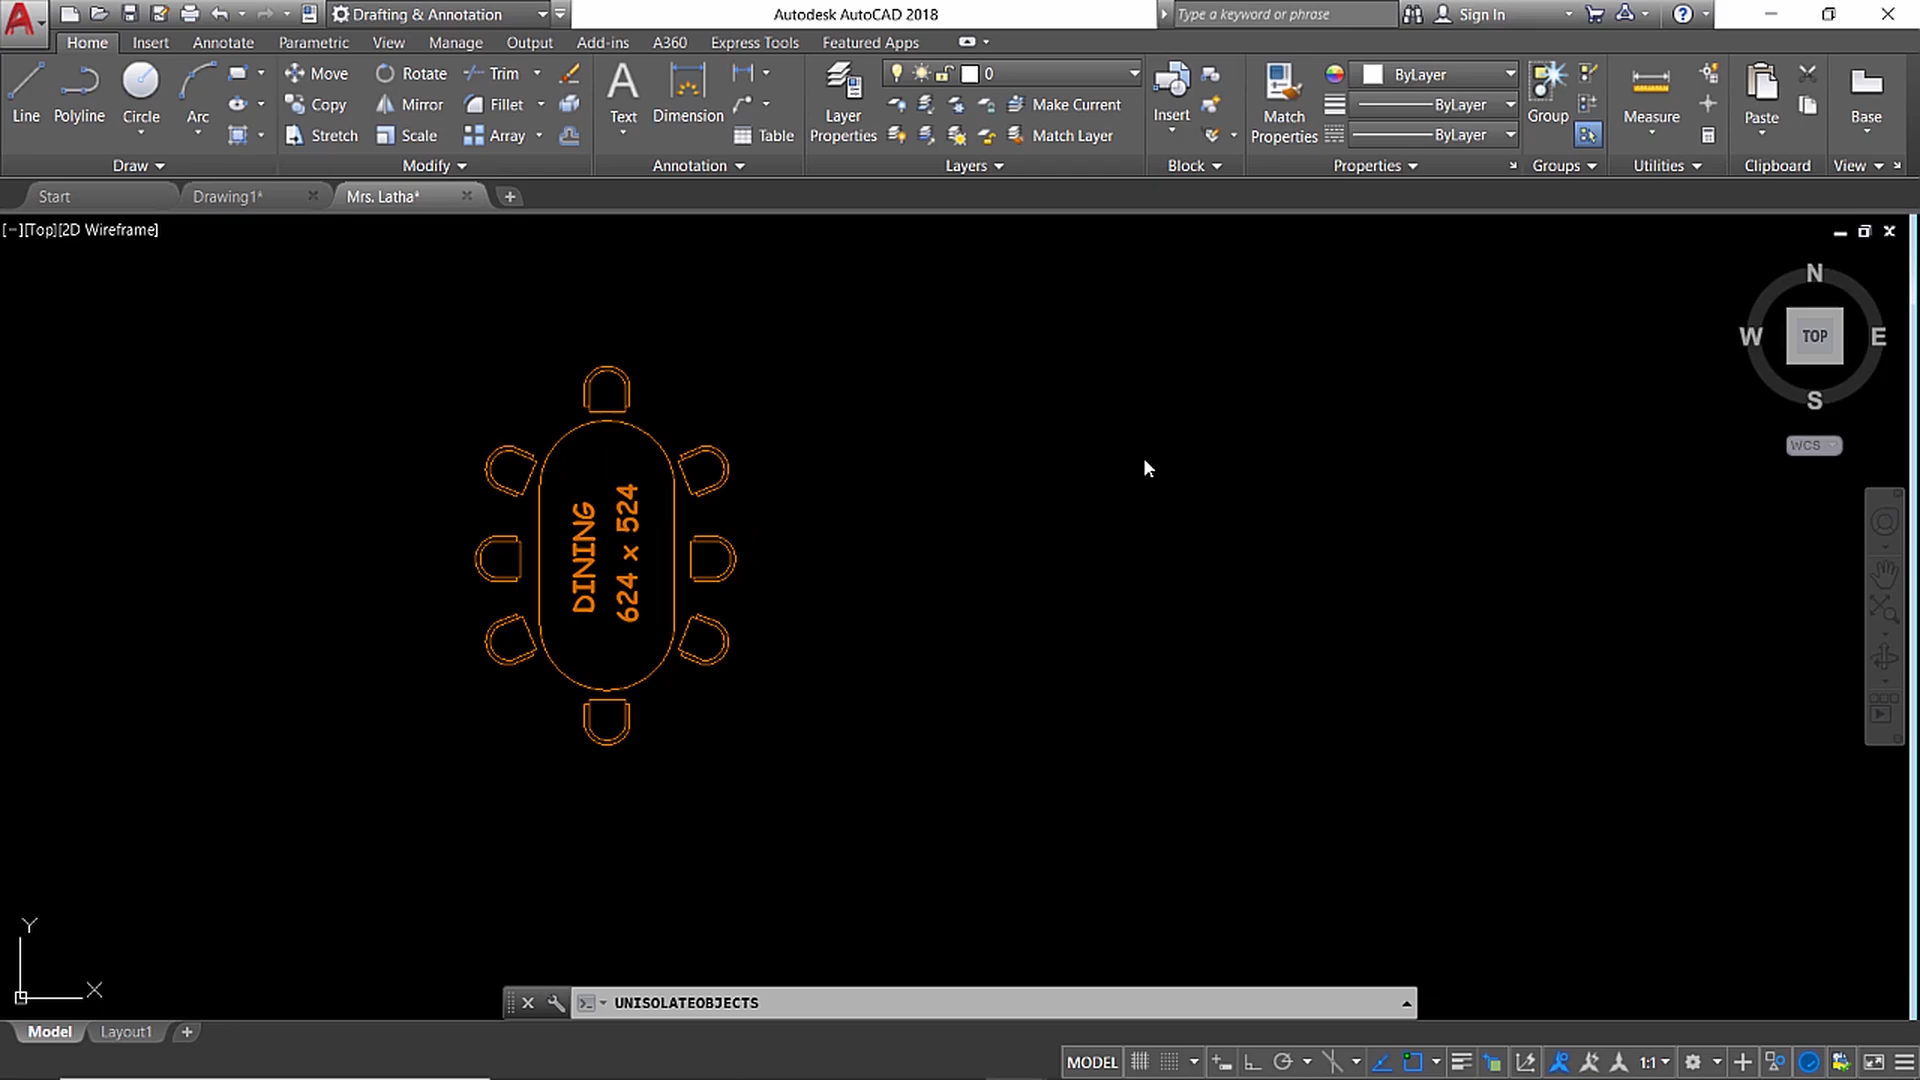 Drafting & Annotation
Autodesk AutoCAD 2018
Type a keyword or phrase
Sign In
Home Insert Annotate Parametric View Manage Output Add-ins A360 Express Tools Featured Apps
Line Polyline Circle Arc
Move Rotate Trim
Copy Mirror Fillet
Stretch Scale Array
Text Dimension Table
Layer Properties
0
Make Current
Match Layer
Insert
Match Properties
ByLayer
ByLayer
ByLayer
Group
Measure
Paste
Base
Draw Modify Annotation Layers Block Properties Groups Utilities Clipboard View
Start Drawing1* Mrs. Latha*
[−][Top][2D Wireframe]
N
W TOP E
S
WCS
DINING
624 x 524
Y
X
UNISOLATEOBJECTS
Model Layout1
MODEL 1:1